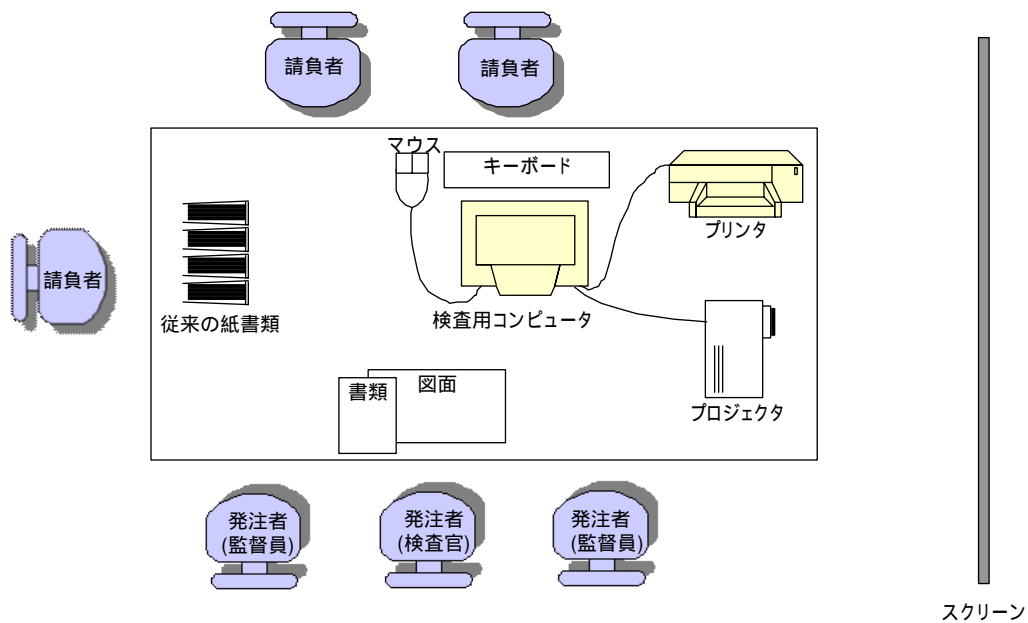 請負者
請負者
マウス
キーボード
プリンタ
請負者
従来の紙書類
検査用コンピュータ
書類
図面
プロジェクタ
発注者
(監督員)
発注者
(検査官)
発注者
(監督員)
スクリーン